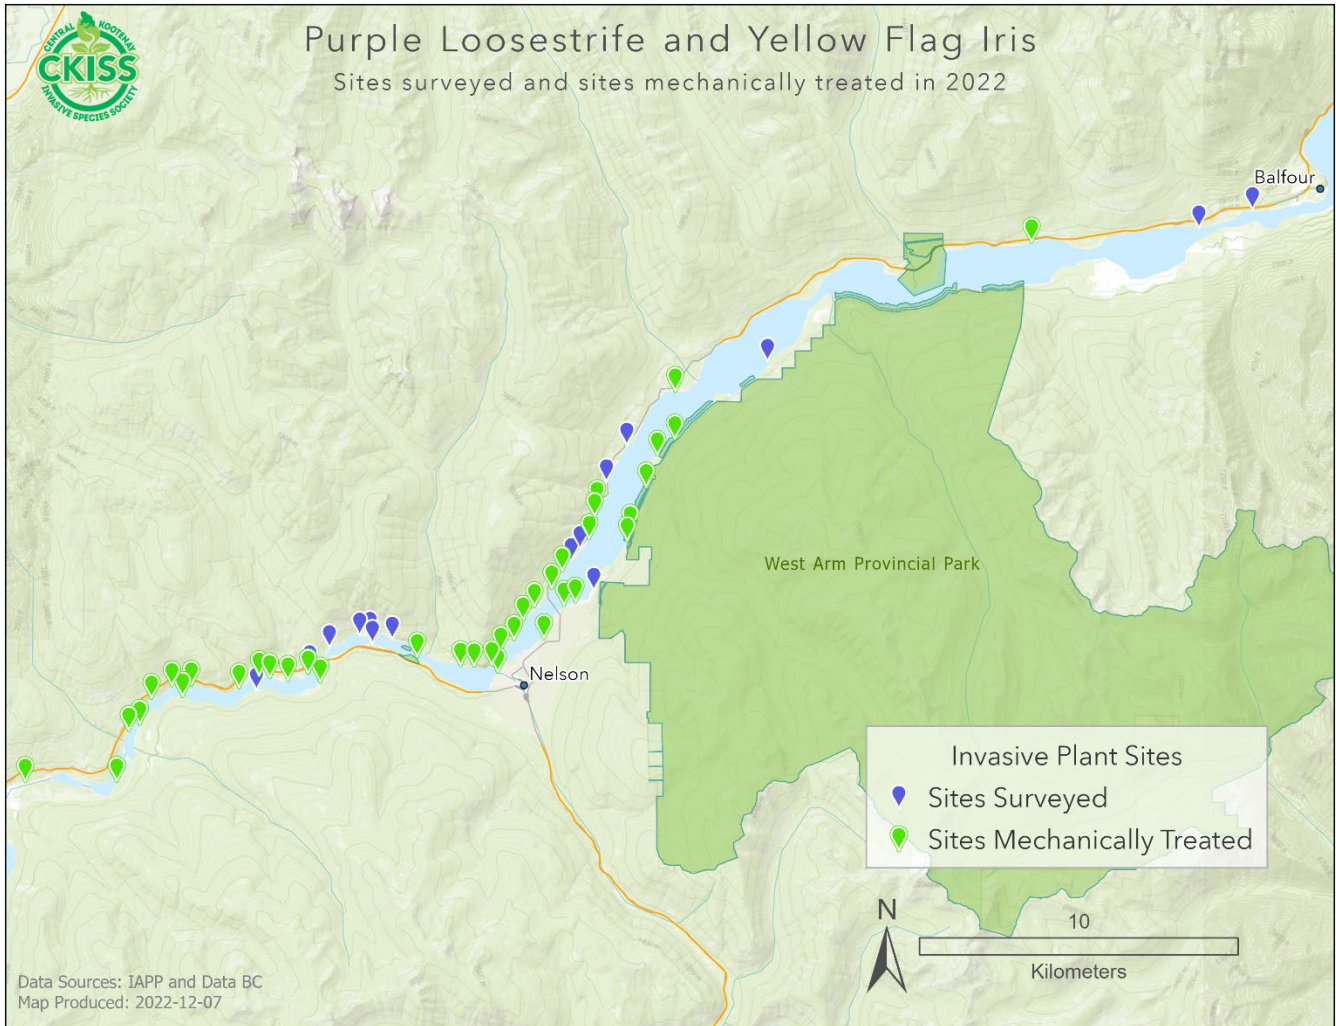 Purple Loosestrife and Yellow Flag Iris
Sites surveyed and sites mechanically treated in 2022
CENTRAL KOOTENAY
CKISS
INVASIVE SPECIES SOCIETY
Balfour
West Arm Provincial Park
Nelson
Invasive Plant Sites
Sites Surveyed
Sites Mechanically Treated
N
10
Kilometers
Data Sources: IAPP and Data BC
Map Produced: 2022-12-07